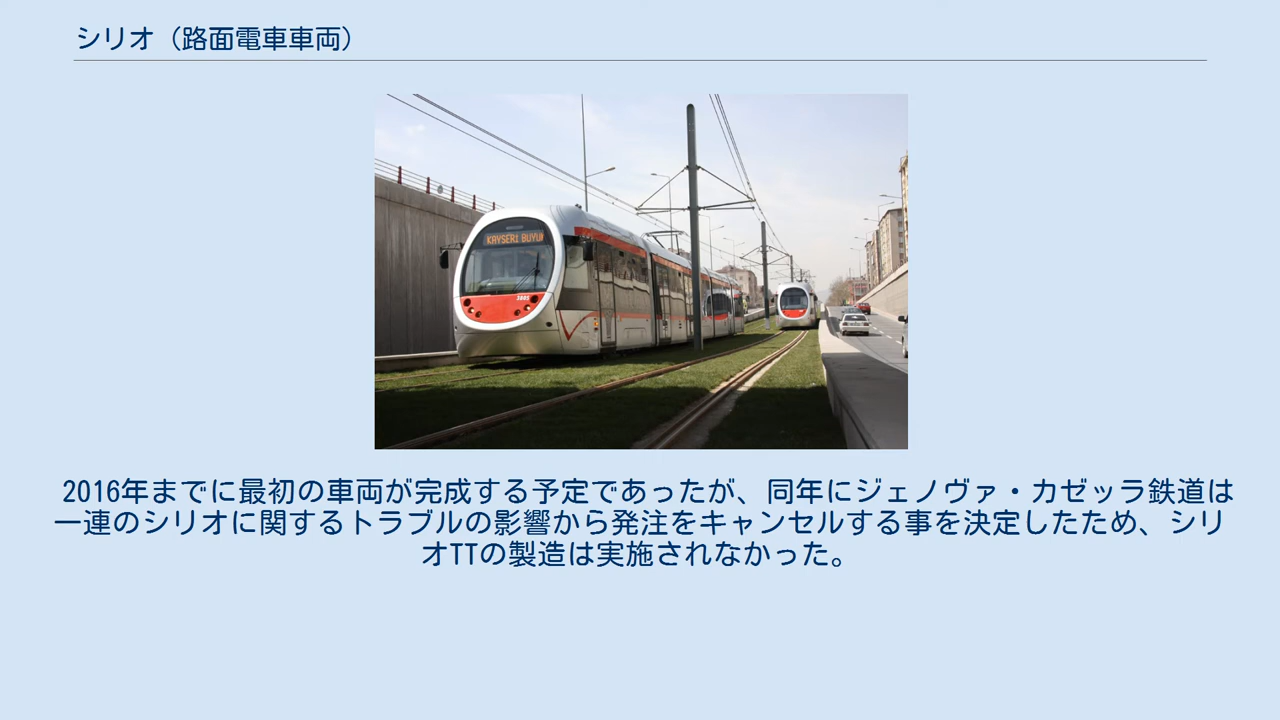 シリオ（路面電車車両）
KAYSERİ BUYU
3805
2016年までに最初の車両が完成する予定であったが、同年にジェノヴァ・カゼッラ鉄道は
一連のシリオに関するトラブルの影響から発注をキャンセルする事を決定したため、シリ
オTTの製造は実施されなかった。